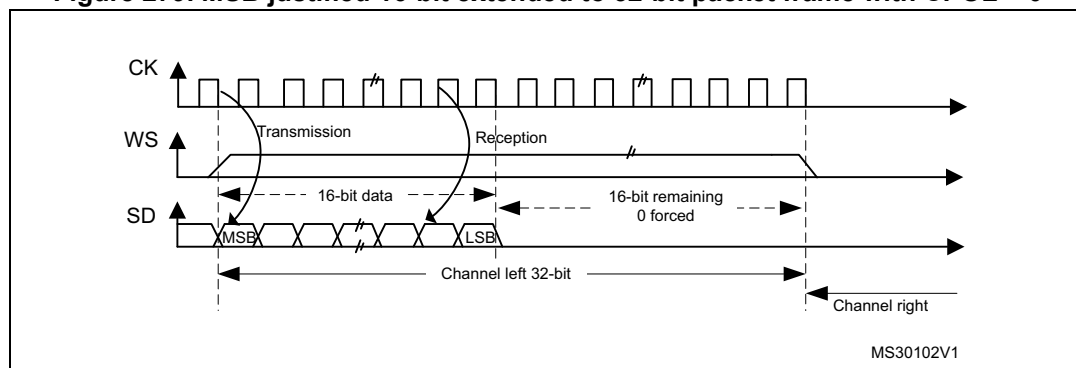 Figure 276. MSB justified 16-bit extended to 32-bit packet frame with CPOL = 0
CK
Transmission
Reception
WS
16-bit data
16-bit remaining
0 forced
SD
MSB
LSB
Channel left 32-bit
Channel right
MS30102V1